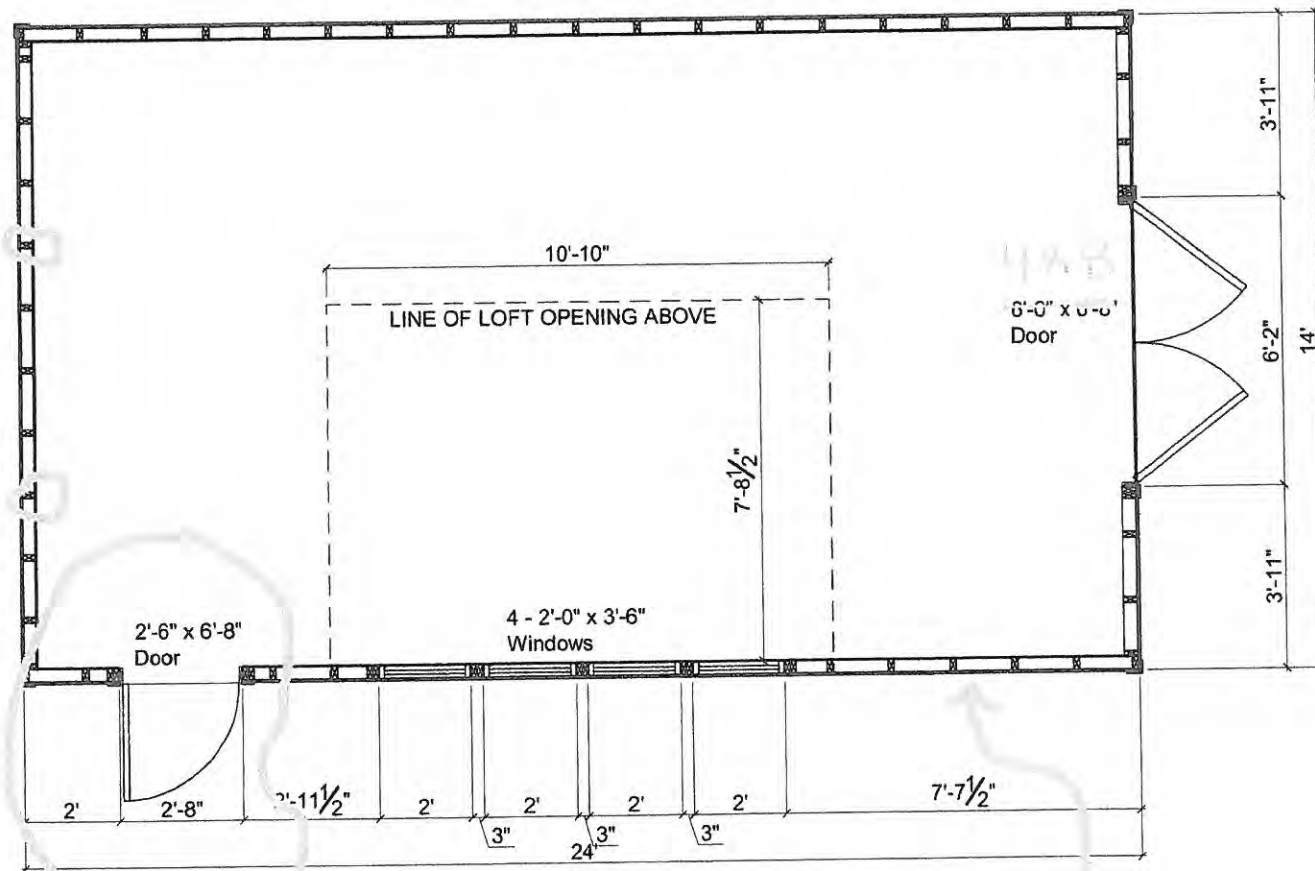 3'-11"
10'-10"
LINE OF LOFT OPENING ABOVE
Door
6'-2"
14'
7'-8½"
3'-11"
2'-6" x 6'-8"
Door
4 - 2'-0" x 3'-6"
Windows
2'
2'-8"
2'
2'
2'
2'
7'-7½"
3"
3"
3"
24'